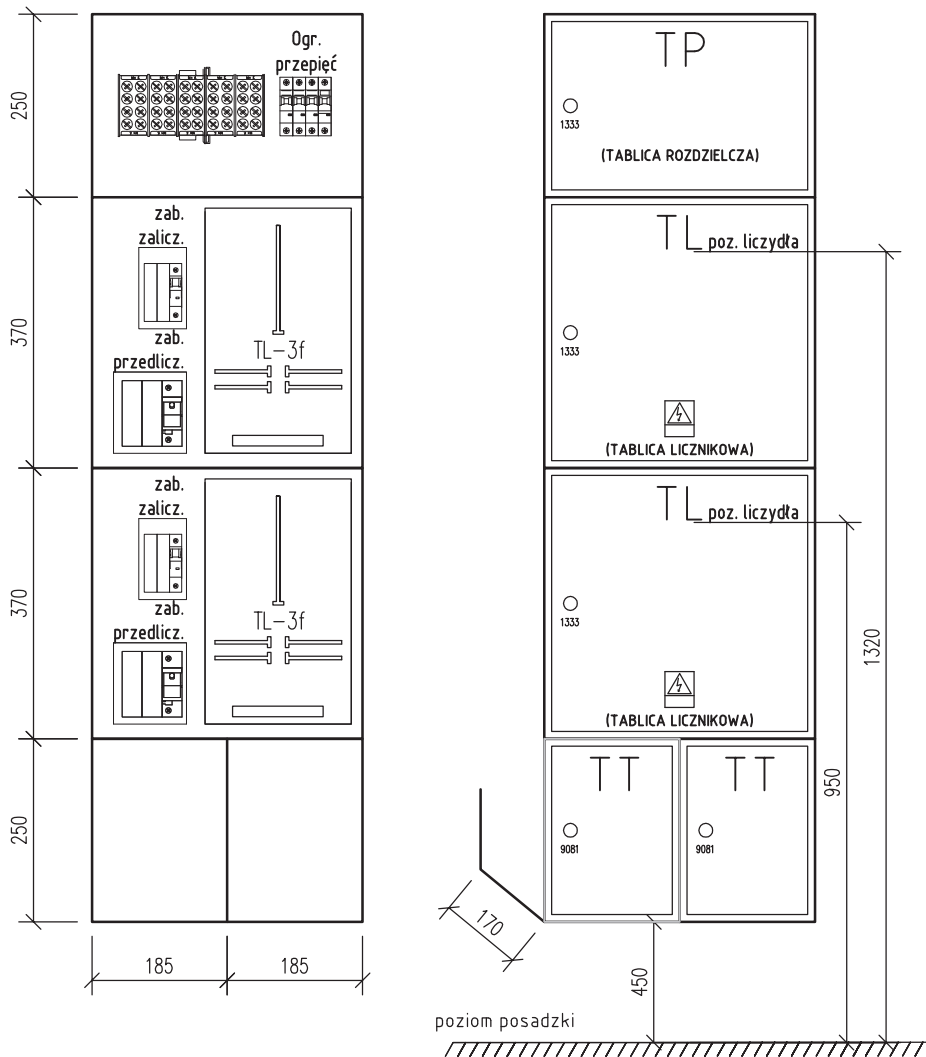 Ogr.
przepięć
250
zab.
zalicz.
zab.
przedlicz.
TL-3f
370
zab.
zalicz.
zab.
przedlicz.
TL-3f
370
250
185
185
TP
1333
(TABLICA ROZDZIELCZA)
TL poz. liczydła
1333
(TABLICA LICZNIKOWA)
TL poz. liczydła
1333
(TABLICA LICZNIKOWA)
TT
9081
TT
9081
170
450
950
1320
poziom posadzki